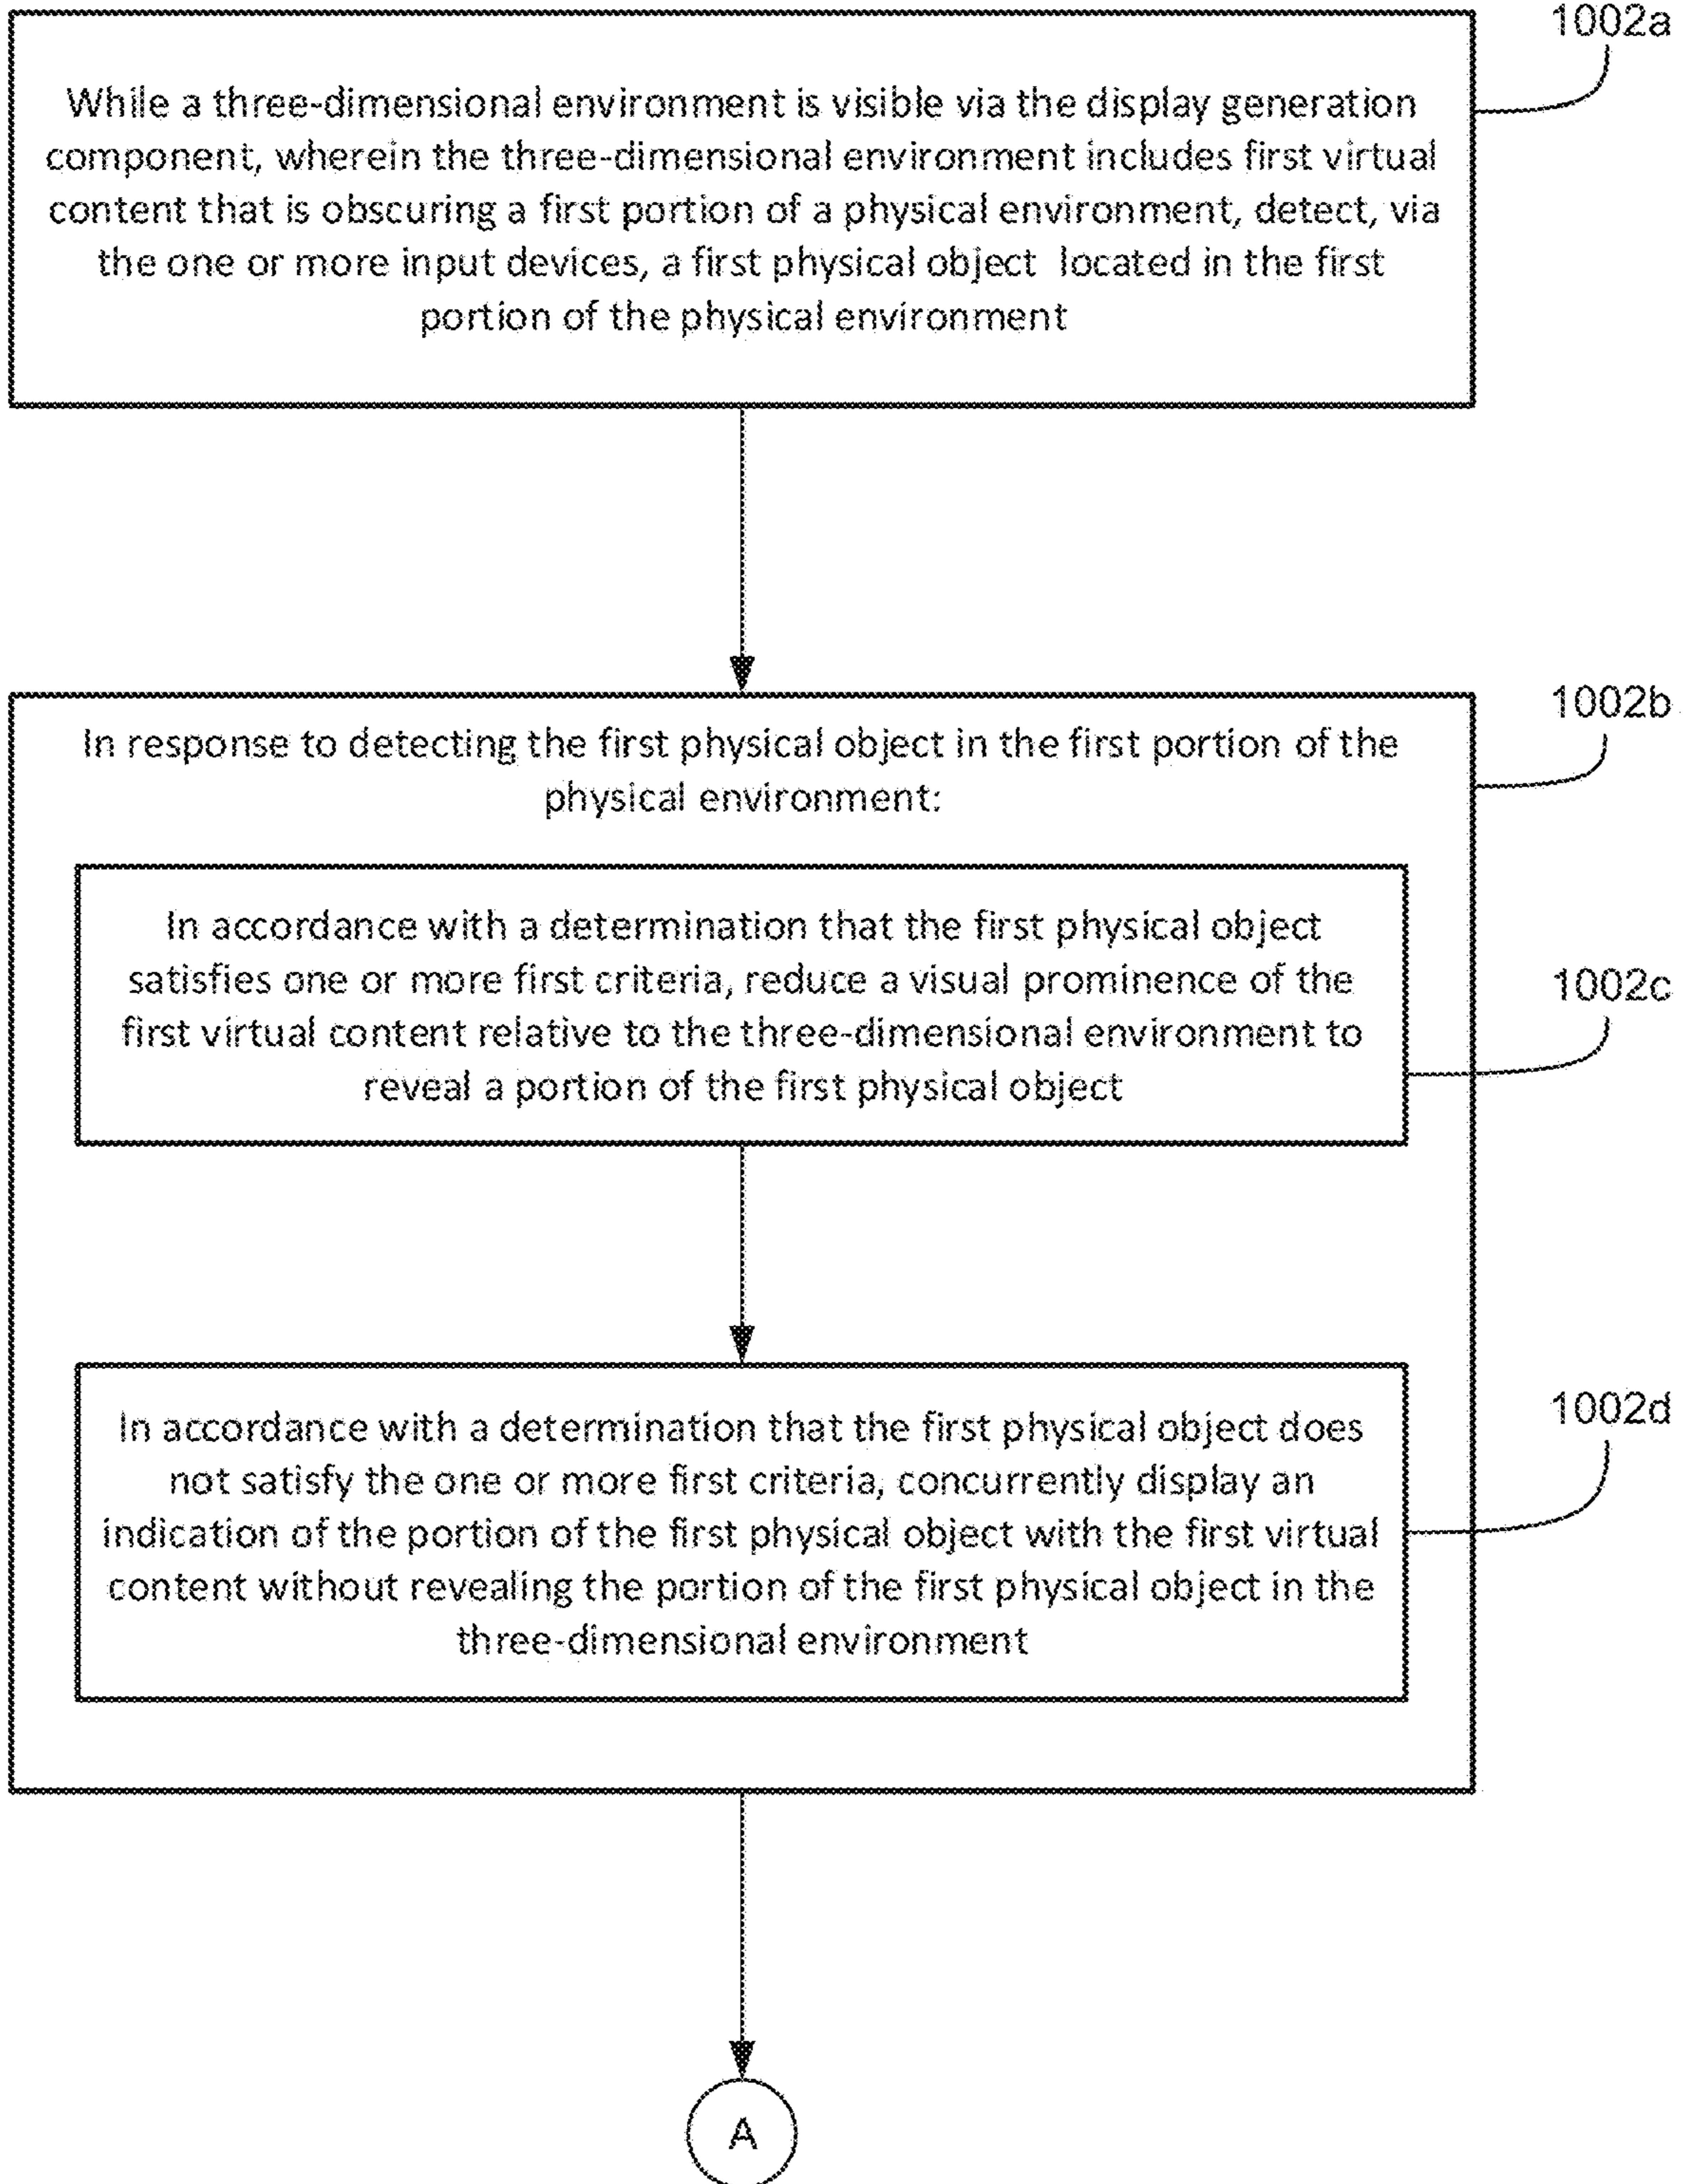 1002a
While a three-dimensional environment is visible via the display generation
component, wherein the three-dimensional environment includes first virtual
content that is obscuring a first portion of a physical environment, detect, via
the one or more input devices, a first physical object located in the first
portion of the physical environment
1002b
In response to detecting the first physical object in the first portion of the
physical environment:
In accordance with a determination that the first physical object
satisfies one or more first criteria, reduce a visual prominence of the
first virtual content relative to the three-dimensional environment to
reveal a portion of the first physical object
1002c
In accordance with a determination that the first physical object does
not satisfy the one or more first criteria, concurrently display an
indication of the portion of the first physical object with the first virtual
content without revealing the portion of the first physical object in the
three-dimensional environment
1002d
A